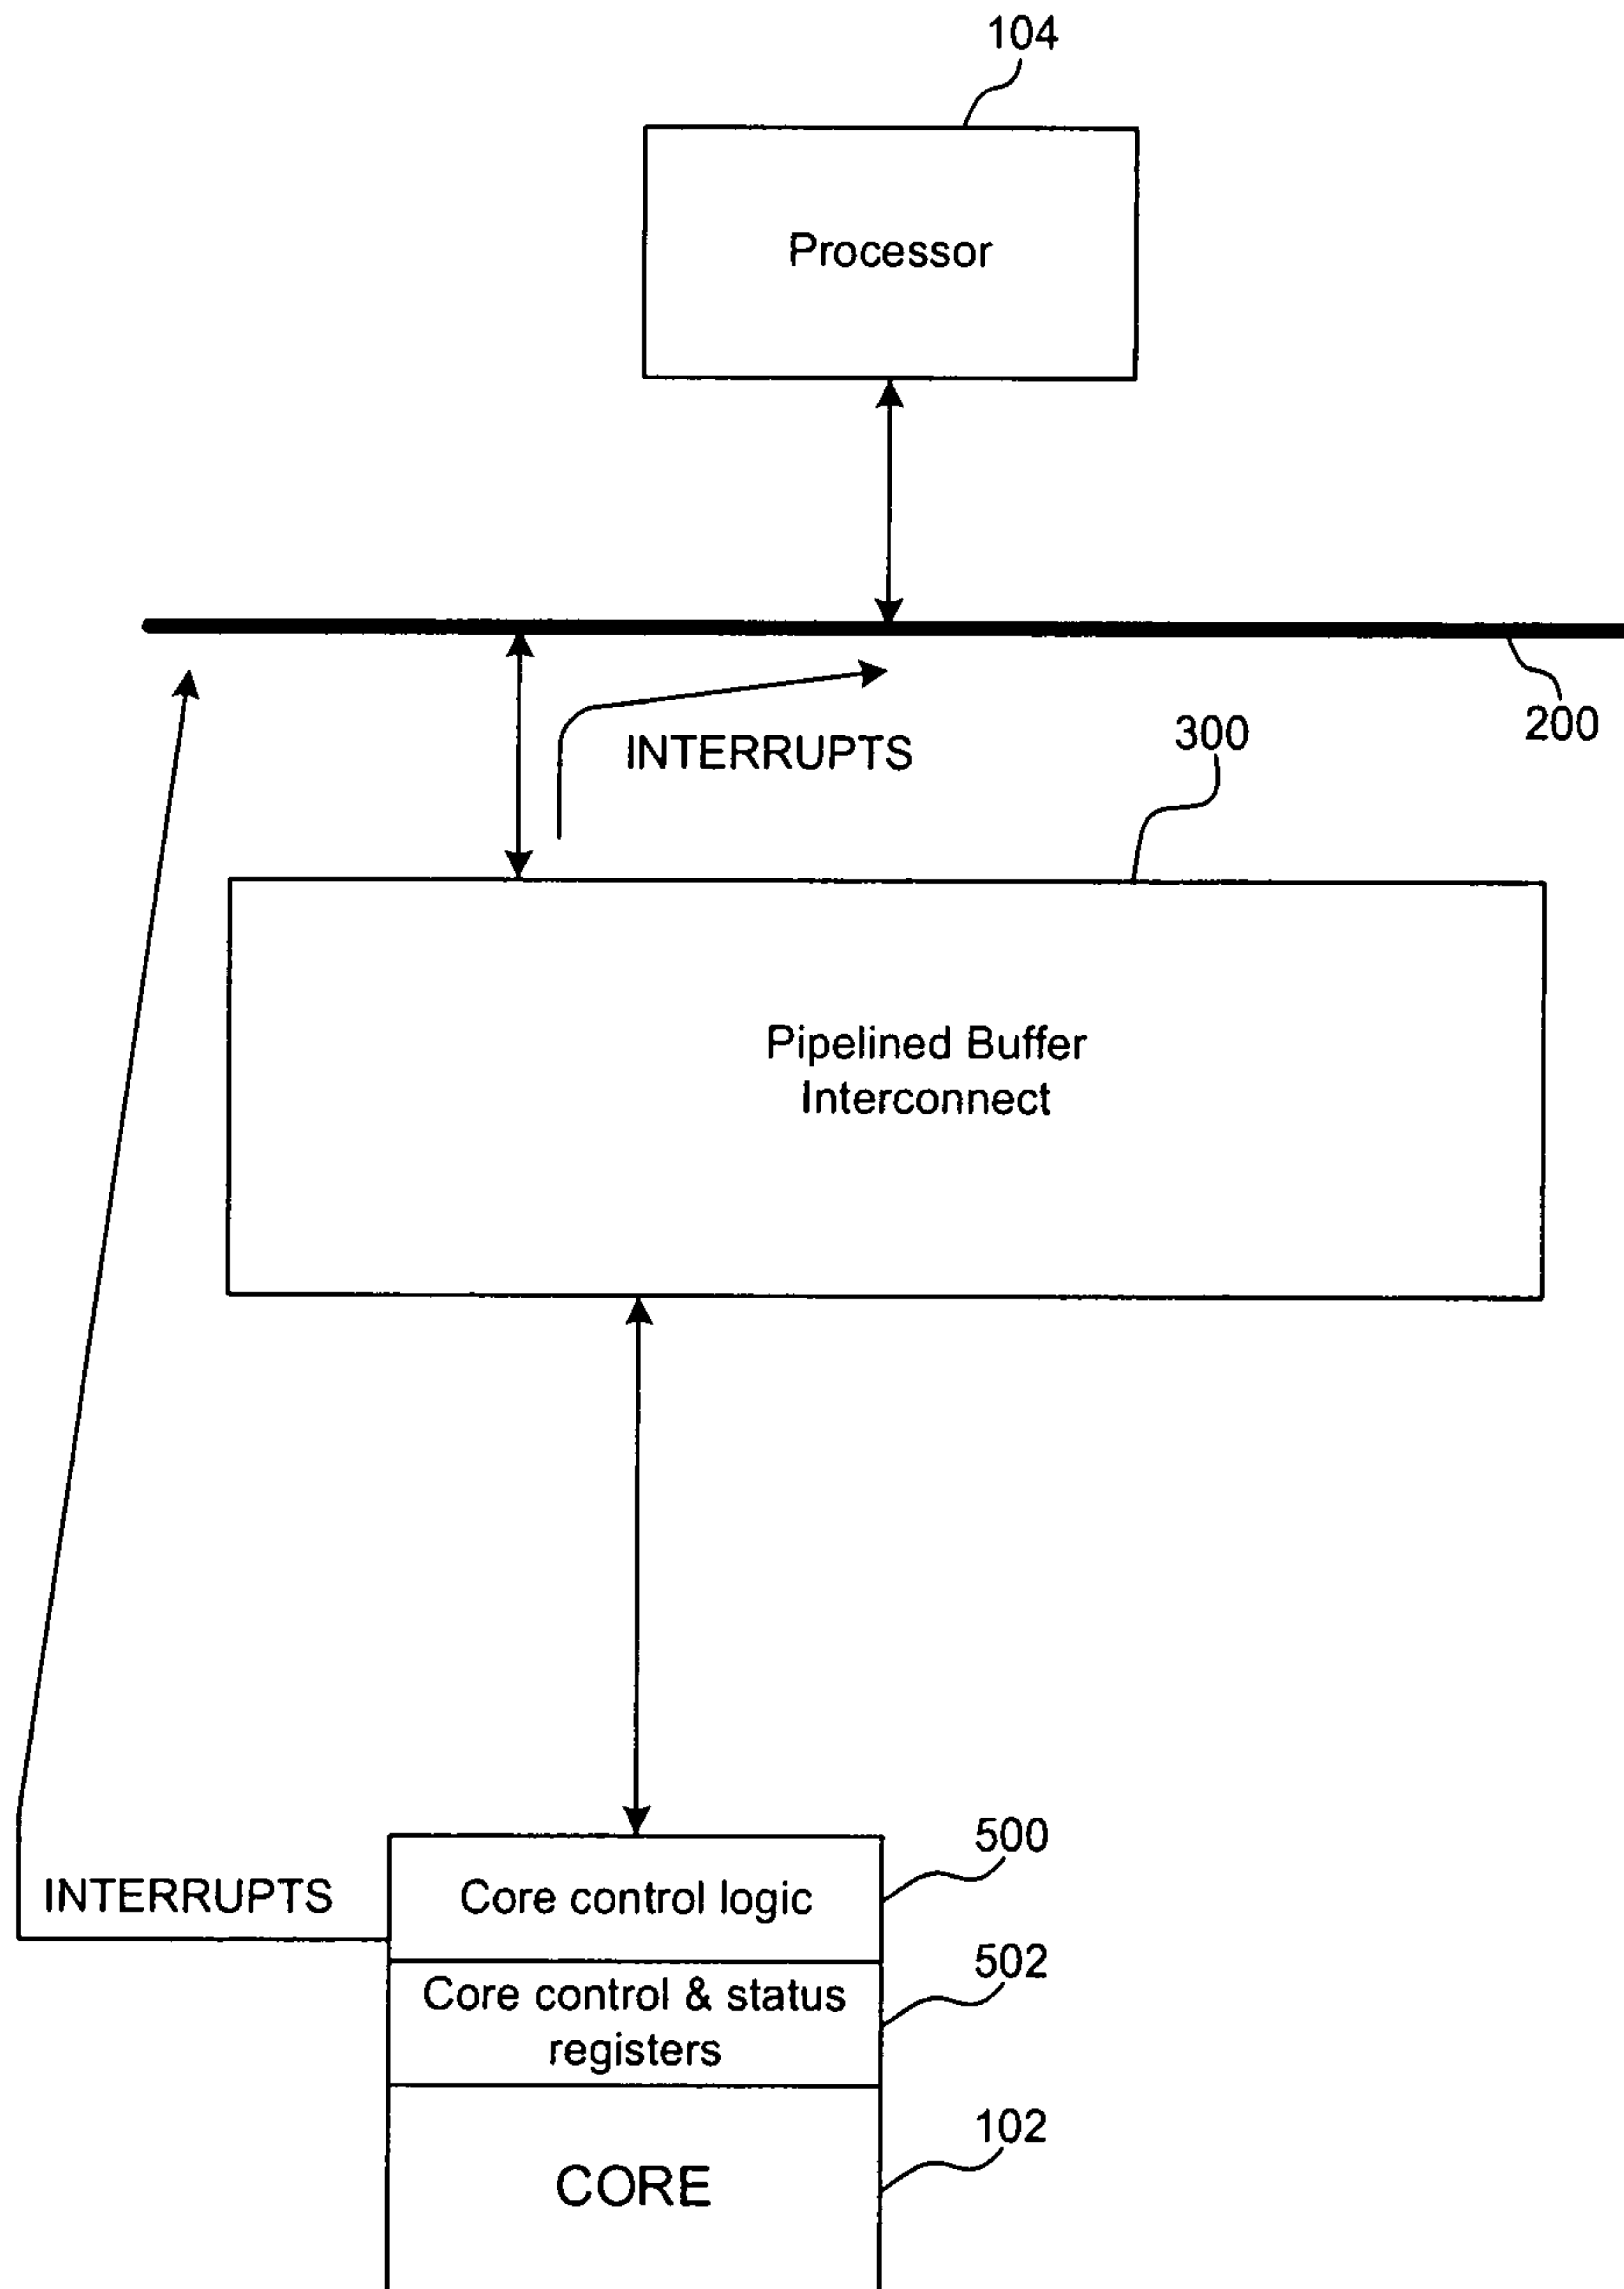 104
Processor
200
300
INTERRUPTS
Pipelined Buffer
Interconnect
500
INTERRUPTS
Core control logic
502
Core control & status
registers
102
CORE